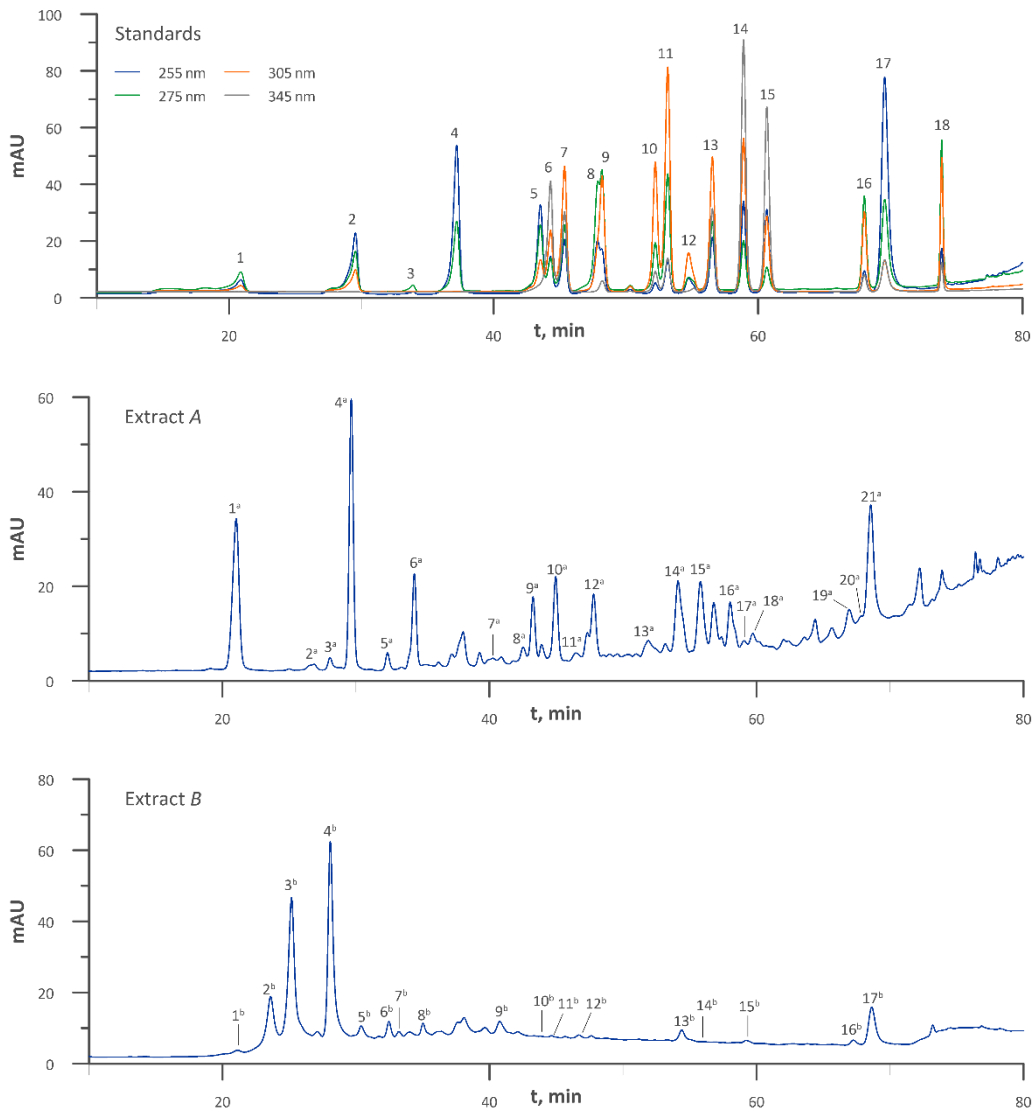 100
80
60
40
20
0
mAU
Standards
255 nm
305 nm
275 nm
345 nm
1
2
3
4
5
6
7
8
9
10
11
12
13
14
15
16
17
18
20
40
60
80
t, min
60
40
20
0
mAU
Extract A
1ᵃ
2ᵃ
3ᵃ
4ᵃ
5ᵃ
6ᵃ
7ᵃ
8ᵃ
9ᵃ
10ᵃ
11ᵃ
12ᵃ
13ᵃ
14ᵃ
15ᵃ
16ᵃ
17ᵃ
18ᵃ
19ᵃ
20ᵃ
21ᵃ
20
40
60
80
t, min
80
60
40
20
0
mAU
Extract B
1ᵇ
2ᵇ
3ᵇ
4ᵇ
5ᵇ
6ᵇ
7ᵇ
8ᵇ
9ᵇ
10ᵇ
11ᵇ
12ᵇ
13ᵇ
14ᵇ
15ᵇ
16ᵇ
17ᵇ
20
40
60
80
t, min